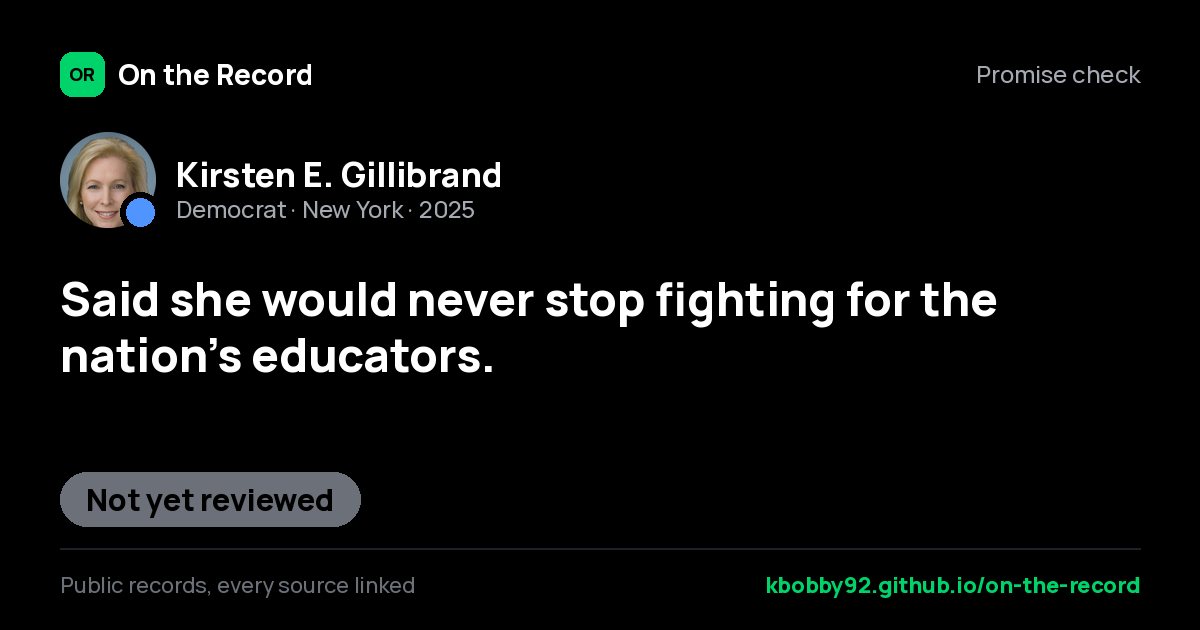 OR On the Record
Promise check
Kirsten E. Gillibrand
Democrat · New York · 2025
Said she would never stop fighting for the
nation’s educators.
Not yet reviewed
Public records, every source linked
kbobby92.github.io/on-the-record